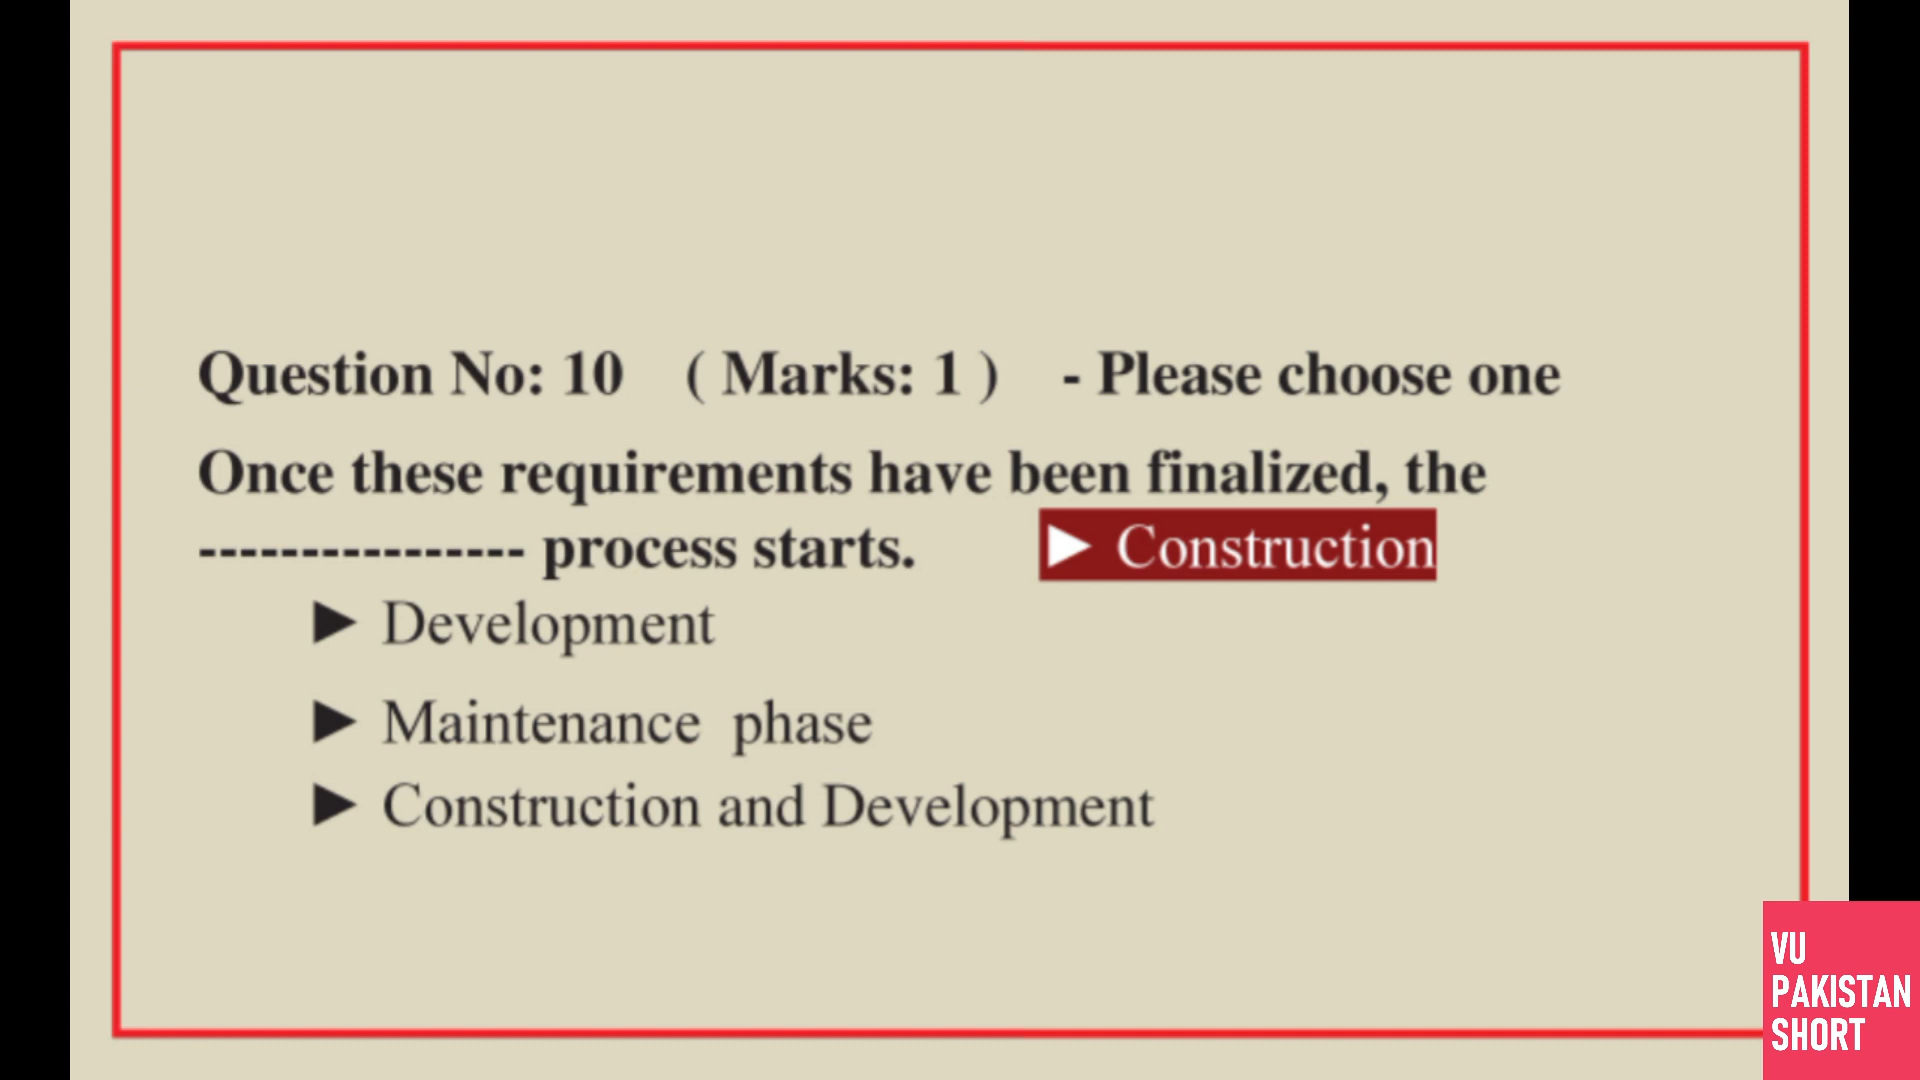 Question No: 10 ( Marks: 1 ) - Please choose one
Once these requirements have been finalized, the
---------------- process starts. ► Construction
► Development
► Maintenance phase
► Construction and Development
VU
PAKISTAN
SHORT